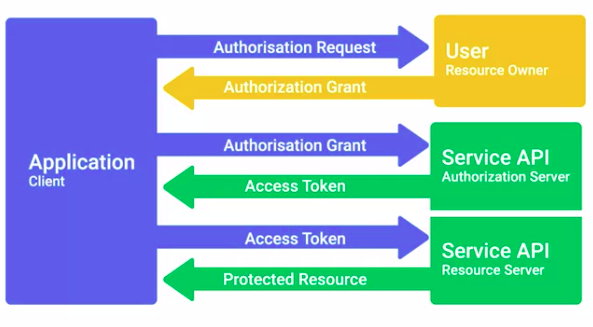 Authorisation Request
User
Resource Owner
Authorization Grant
Authorisation Grant
Application
Client
Service API
Authorization Server
Access Token
Access Token
Service API
Resource Server
Protected Resource